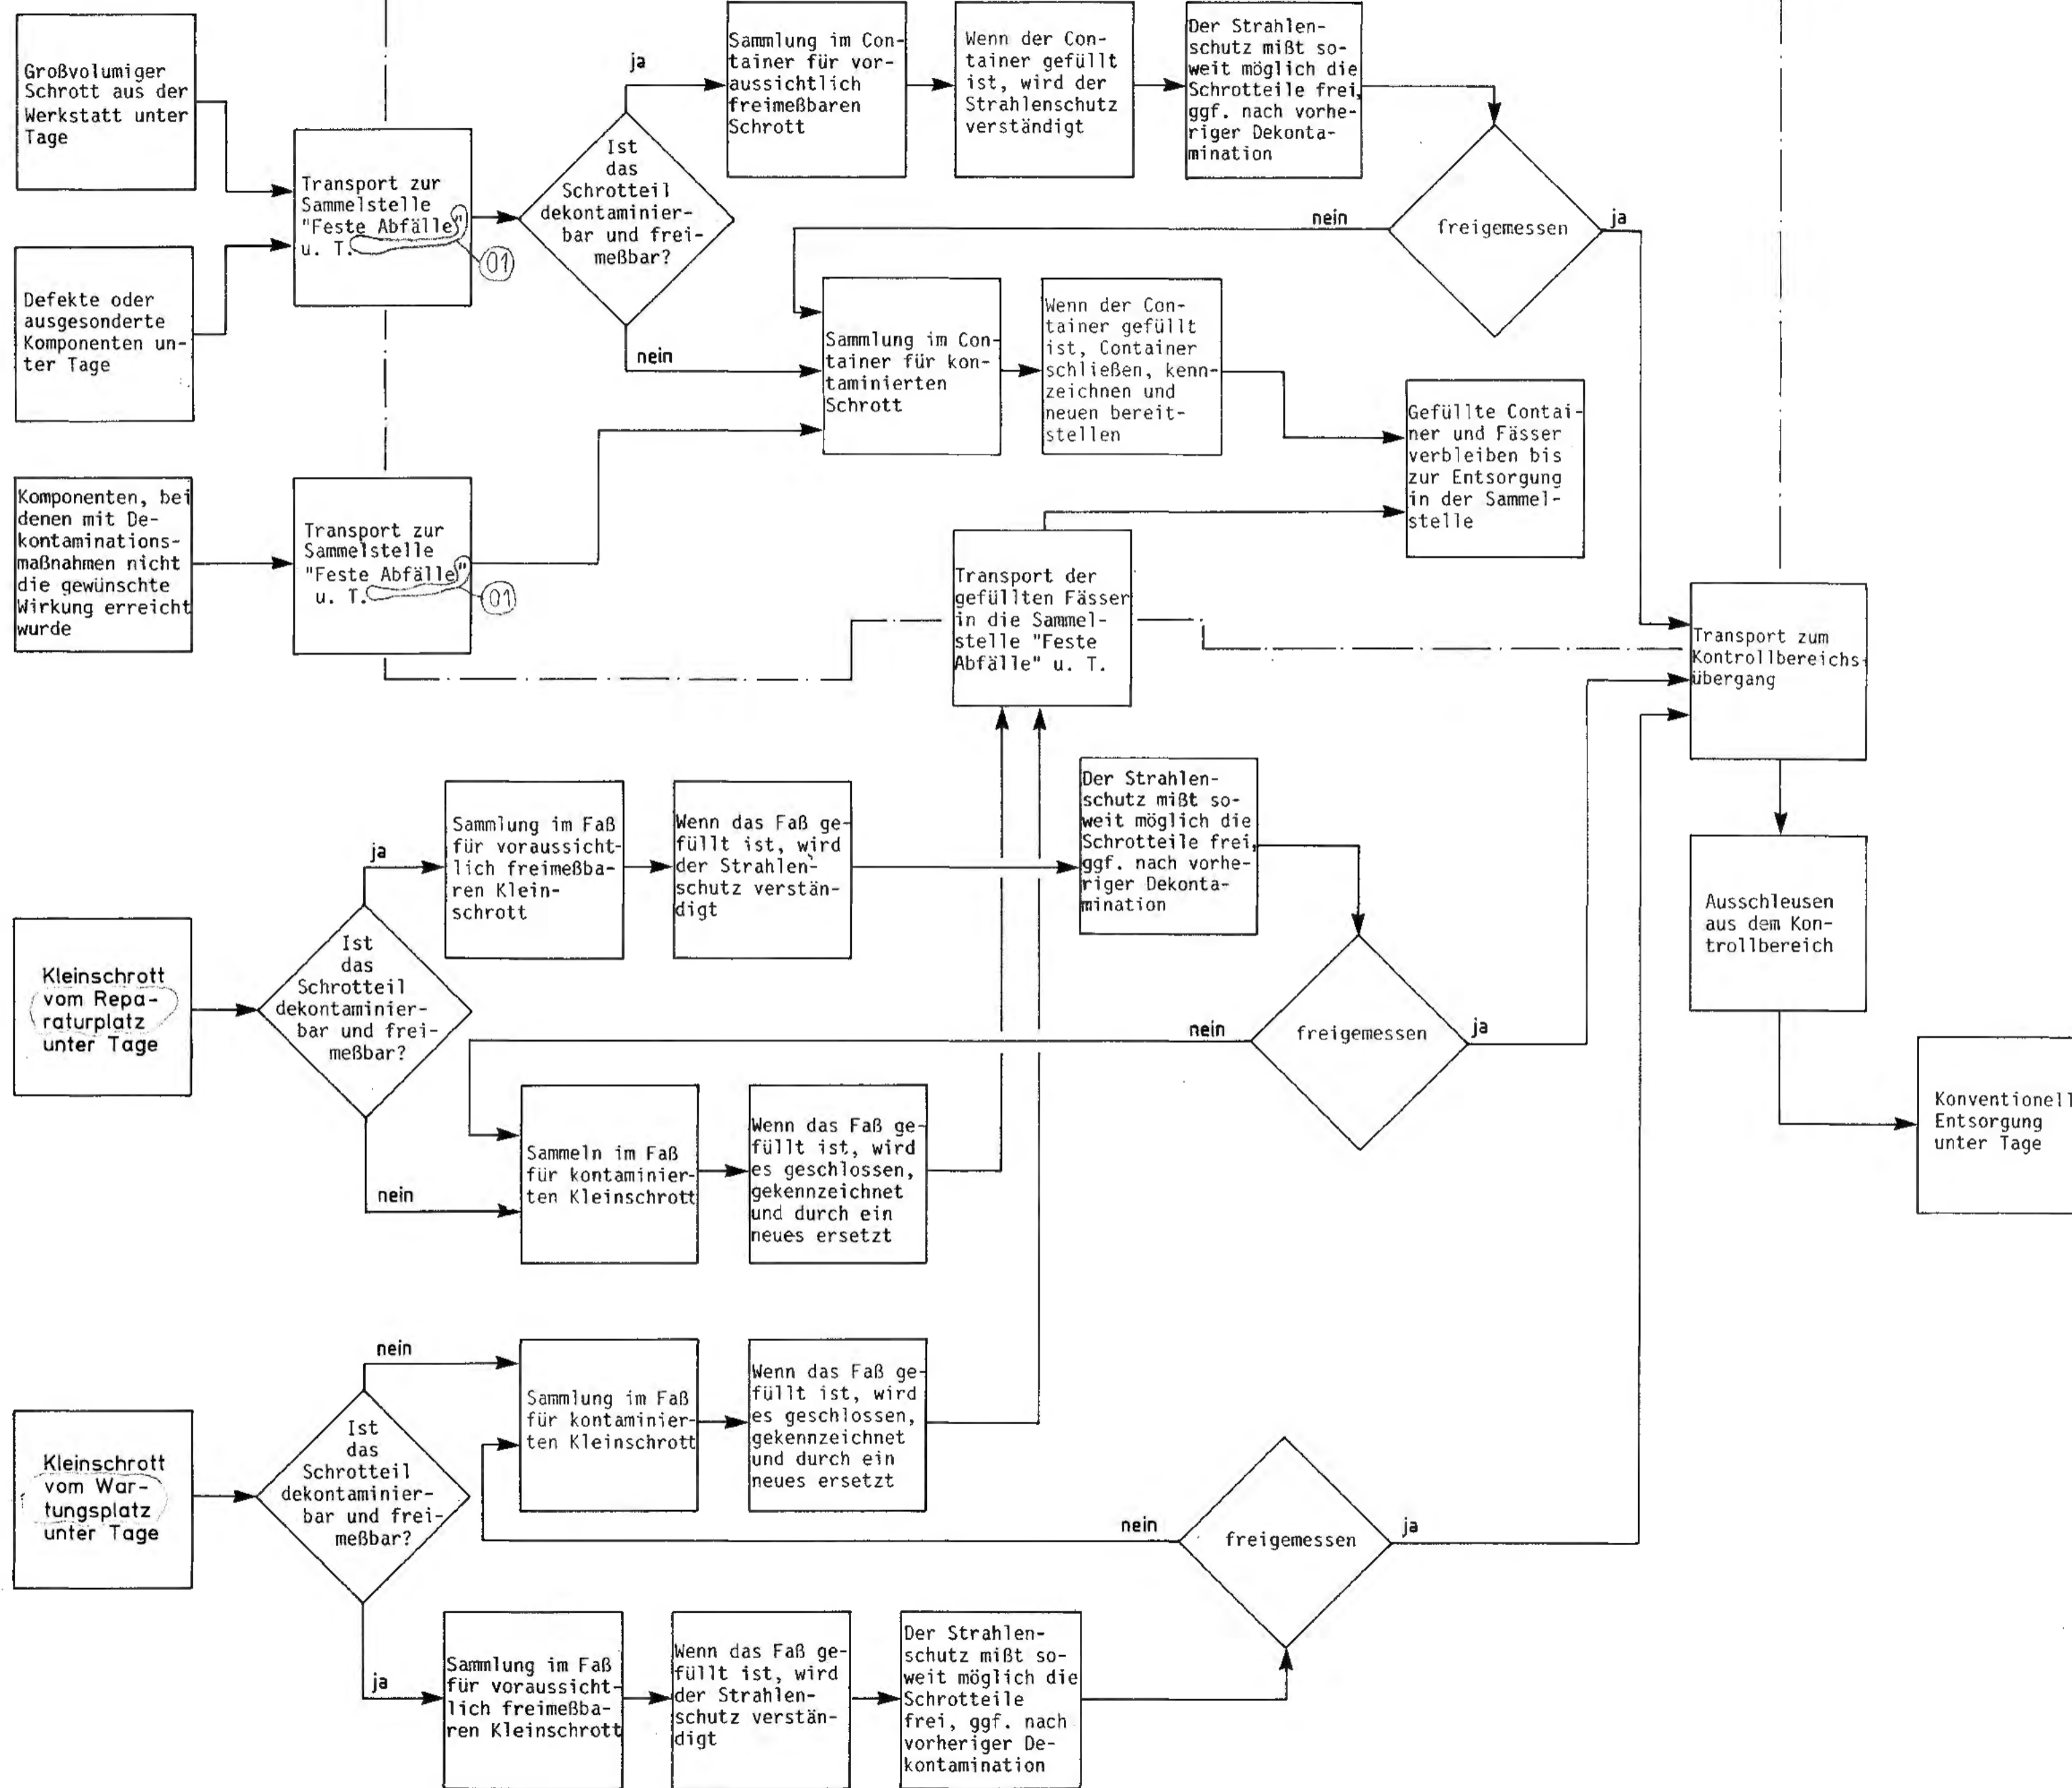 Großvolumiger
Schrott aus der
Werkstatt unter
Tage
Defekte oder
ausgesonderte
Komponenten un-
ter Tage
Transport zur
Sammelstelle
"Feste Abfälle"
u. T.
01
Ist
das
Schrotteil
dekontaminier-
bar und frei-
meßbar?
ja
nein
Sammlung im Con-
tainer für vor-
aussichtlich
freimeßbaren
Schrott
Wenn der Con-
tainer gefüllt
ist, wird der
Strahlenschutz
verständigt
Der Strahlen-
schutz mißt so-
weit möglich die
Schrotteile frei,
ggf. nach vorhe-
riger Dekonta-
mination
nein
freigemessen
ja
Sammlung im Con-
tainer für kon-
taminierten
Schrott
Wenn der Con-
tainer gefüllt
ist, Container
schließen, kenn-
zeichnen und
neuen bereit-
stellen
Gefüllte Contai-
ner und Fässer
verbleiben bis
zur Entsorgung
in der Sammel-
stelle
Komponenten, bei
denen mit De-
kontaminations-
maßnahmen nicht
die gewünschte
Wirkung erreicht
wurde
Transport zur
Sammelstelle
"Feste Abfälle"
u. T.
01
Transport der
gefüllten Fässer
in die Sammel-
stelle "Feste
Abfälle" u. T.
Transport zum
Kontrollbereichs-
übergang
Ausschleusen
aus dem Kon-
trollbereich
Konventionell
Entsorgung
unter Tage
Kleinschrott
vom Repa-
raturplatz
unter Tage
Ist
das
Schrotteil
dekontaminier-
bar und frei-
meßbar?
ja
nein
Sammlung im Faß
für voraussicht-
lich freimeßba-
ren Klein-
schrott
Wenn das Faß ge-
füllt ist, wird
der Strahlen-
schutz verstän-
digt
Der Strahlen-
schutz mißt so-
weit möglich die
Schrotteile frei,
ggf. nach vorhe-
riger Dekonta-
mination
nein
freigemessen
ja
Sammeln im Faß
für kontaminier-
ten Kleinschrott
Wenn das Faß ge-
füllt ist, wird
es geschlossen,
gekennzeichnet
und durch ein
neues ersetzt
Kleinschrott
vom War-
tungsplatz
unter Tage
Ist
das
Schrotteil
dekontaminier-
bar und frei-
meßbar?
nein
ja
Sammlung im Faß
für kontaminier-
ten Kleinschrott
Wenn das Faß ge-
füllt ist, wird
es geschlossen,
gekennzeichnet
und durch ein
neues ersetzt
nein
freigemessen
ja
Sammlung im Faß
für voraussicht-
lich freimeßba-
ren Kleinschrott
Wenn das Faß ge-
füllt ist, wird
der Strahlen-
schutz verstän-
digt
Der Strahlen-
schutz mißt so-
weit möglich die
Schrotteile
frei, ggf. nach
vorheriger De-
kontamination